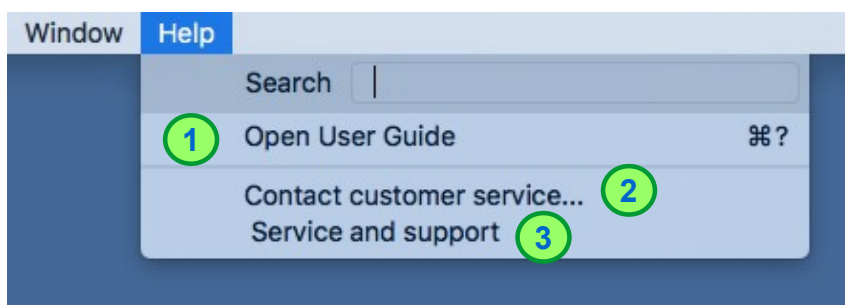 Window Help
Search
1 Open User Guide ⌘?
Contact customer service... 2
Service and support 3